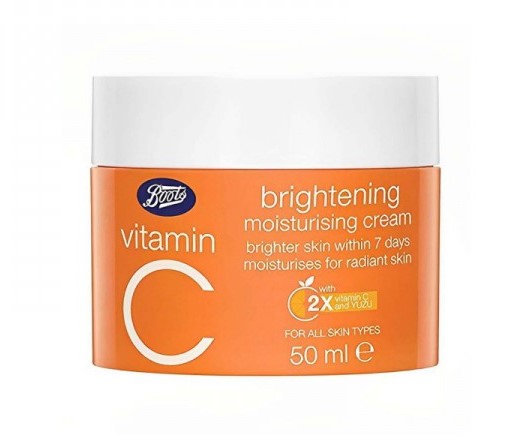 Boots
vitamin
C
brightening
moisturising cream
brighter skin within 7 days
moisturises for radiant skin
with
2X
vitamin C
and YUZU
FOR ALL SKIN TYPES
50 ml ℮